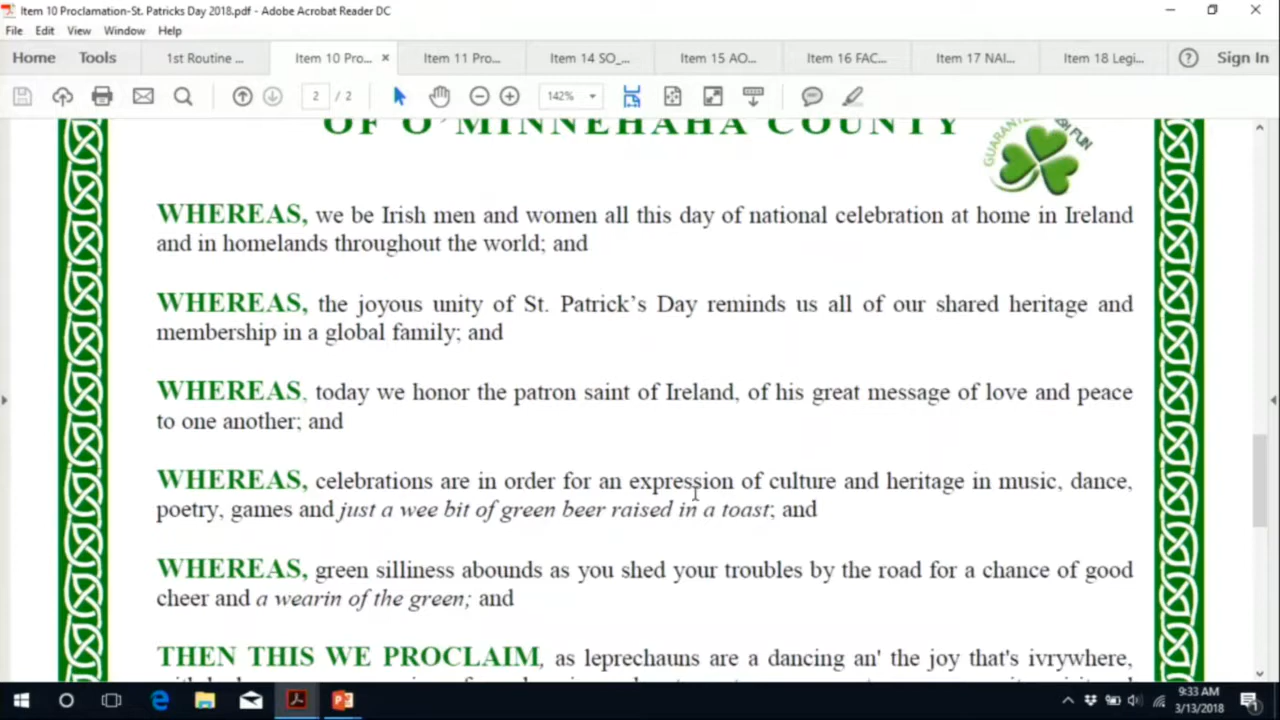 Item 10 Proclamation-St. Patricks Day 2018.pdf - Adobe Acrobat Reader DC
File Edit View Window Help
Home Tools 1st Routine ... Item 10 Pro... × Item 11 Pro... Item 14 SO_... Item 15 AO... Item 16 FAC... Item 17 NAI... Item 18 Legi... Sign In
2 / 2 142%
OF O'MINNEHAHA COUNTY
WHEREAS, we be Irish men and women all this day of national celebration at home in Ireland
and in homelands throughout the world; and
WHEREAS, the joyous unity of St. Patrick's Day reminds us all of our shared heritage and
membership in a global family; and
WHEREAS, today we honor the patron saint of Ireland, of his great message of love and peace
to one another; and
WHEREAS, celebrations are in order for an expression of culture and heritage in music, dance,
poetry, games and just a wee bit of green beer raised in a toast; and
WHEREAS, green silliness abounds as you shed your troubles by the road for a chance of good
cheer and a wearin of the green; and
THEN THIS WE PROCLAIM, as leprechauns are a dancing an' the joy that's ivrywhere,
9:33 AM
3/13/2018